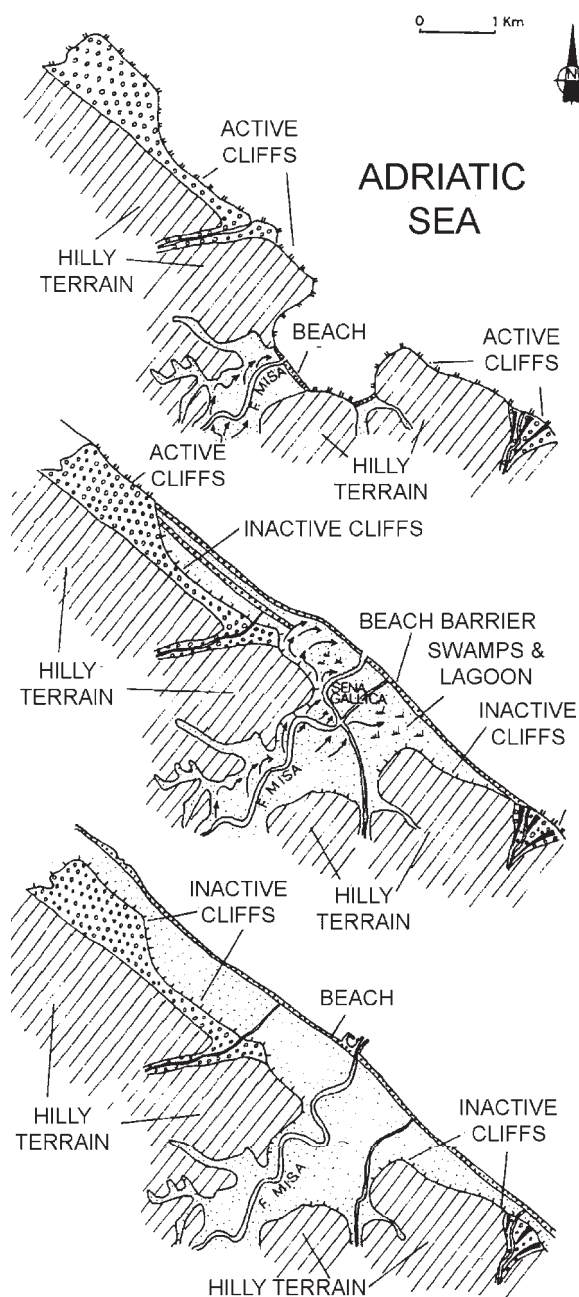 0 1 Km
N
ACTIVE
CLIFFS
ADRIATIC
SEA
HILLY
TERRAIN
BEACH
ACTIVE
CLIFFS
F. MISA
HILLY
TERRAIN
ACTIVE
CLIFFS
INACTIVE CLIFFS
BEACH BARRIER
SWAMPS &
LAGOON
HILLY
TERRAIN
SENA
GALLICA
INACTIVE
CLIFFS
F. MISA
HILLY
TERRAIN
INACTIVE
CLIFFS
BEACH
HILLY
TERRAIN
INACTIVE
CLIFFS
F. MISA
HILLY TERRAIN